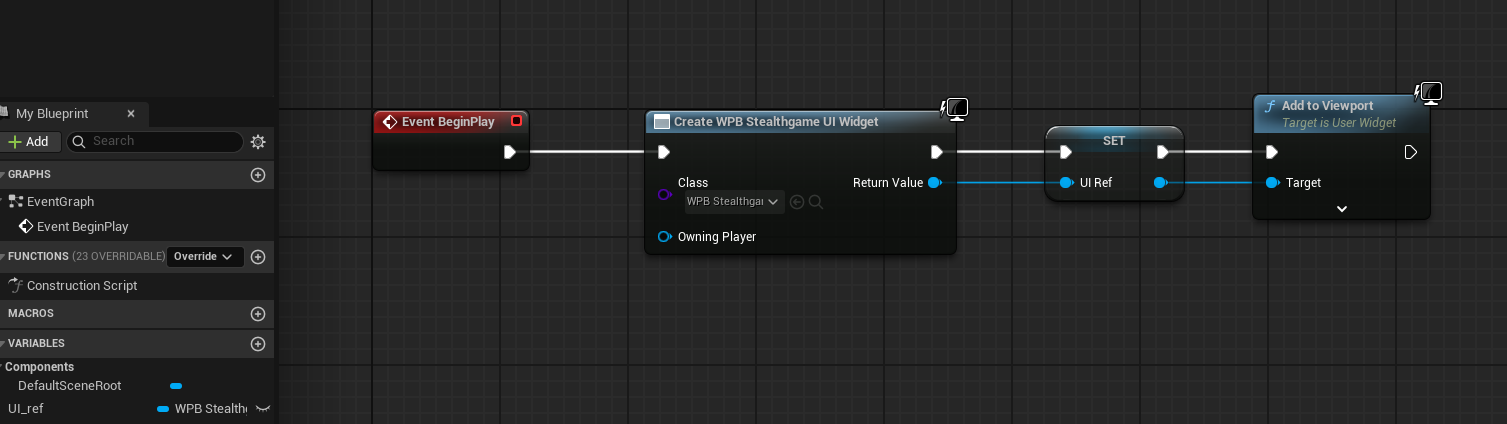 My Blueprint
Add
Search
GRAPHS
EventGraph
Event BeginPlay
FUNCTIONS (23 OVERRIDABLE) Override
Construction Script
MACROS
VARIABLES
Components
DefaultSceneRoot
UI_ref WPB Stealth
Event BeginPlay
Create WPB Stealthgame UI Widget
Class
WPB Stealthgar
Return Value
Owning Player
SET
UI Ref
Add to Viewport
Target is User Widget
Target